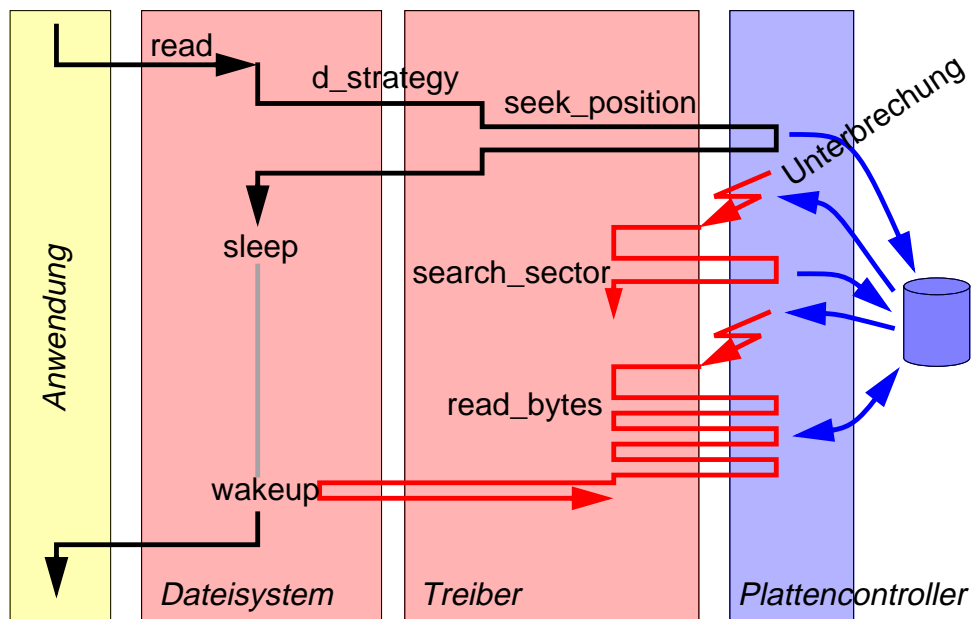 read
d_strategy
seek_position
Unterbrechung
sleep
search_sector
Anwendung
read_bytes
wakeup
Dateisystem
Treiber
Plattencontroller